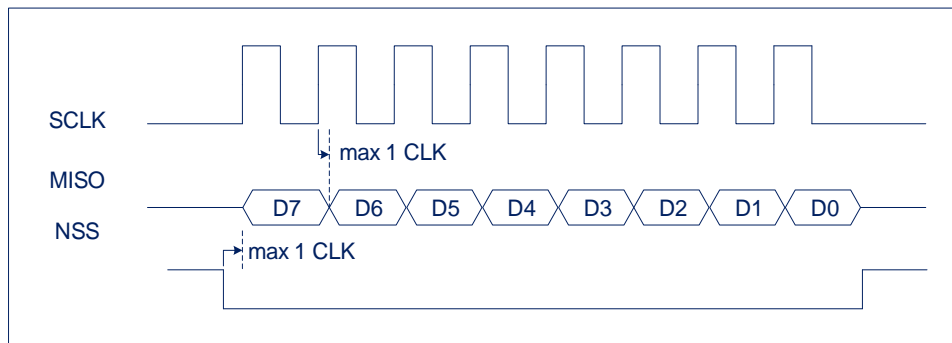 SCLK
max 1 CLK
MISO
D7 D6 D5 D4 D3 D2 D1 D0
NSS
max 1 CLK